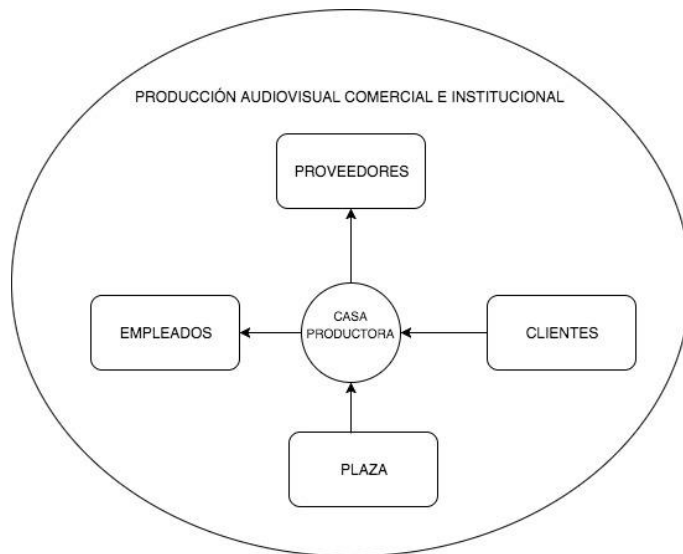 PRODUCCIÓN AUDIOVISUAL COMERCIAL E INSTITUCIONAL
PROVEEDORES
EMPLEADOS
CASA
PRODUCTORA
CLIENTES
PLAZA